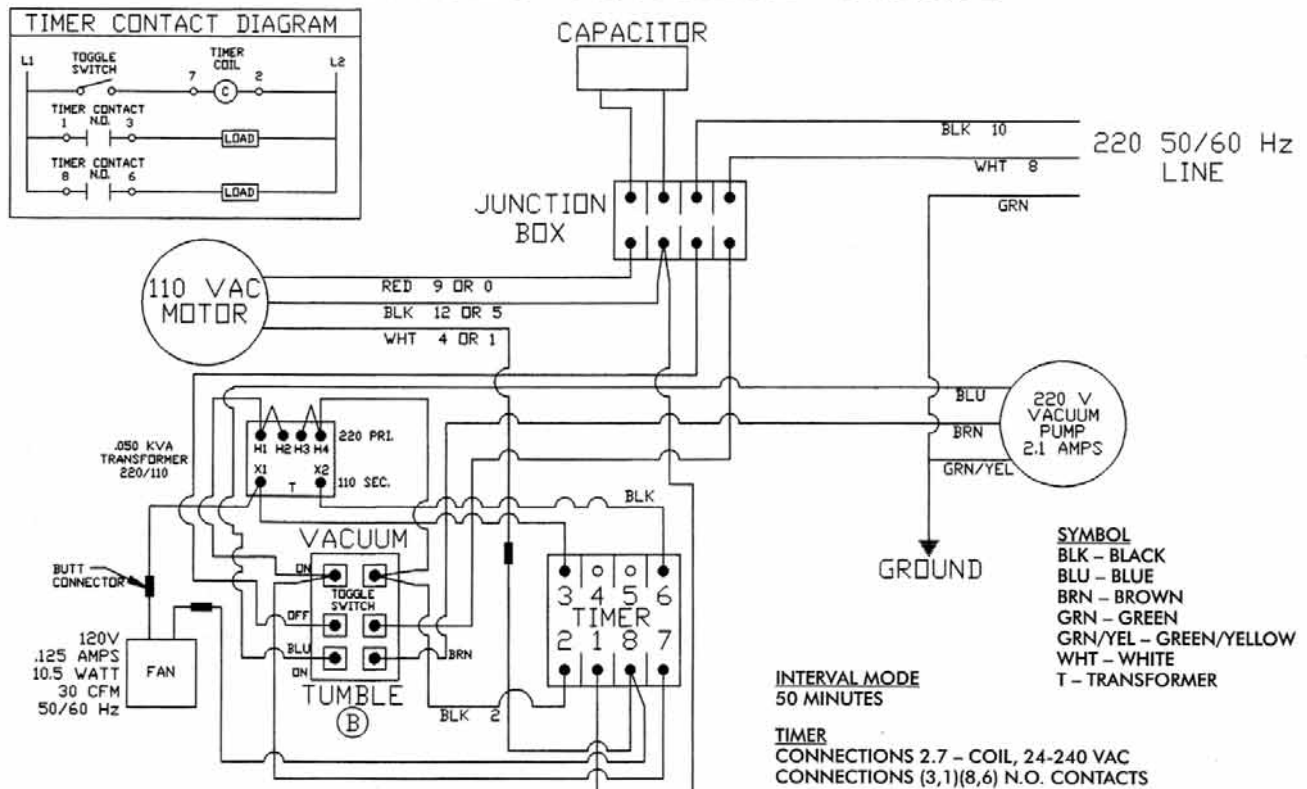 TIMER CONTACT DIAGRAM
L1
TOGGLE
SWITCH
7
TIMER
COIL
C
2
L2
TIMER CONTACT
1 N.O. 3
LOAD
TIMER CONTACT
8 N.O. 6
LOAD
CAPACITOR
BLK 10
WHT 8
GRN
220 50/60 Hz
LINE
JUNCTION
BOX
110 VAC
MOTOR
RED 9 OR 0
BLK 12 OR 5
WHT 4 OR 1
BLU
BRN
GRN/YEL
220 V
VACUUM
PUMP
2.1 AMPS
.050 KVA
TRANSFORMER
220/110
H1 H2 H3 H4
220 PRI.
X1 X2
T
110 SEC.
BLK
VACUUM
ON
TOGGLE
SWITCH
OFF
BLU
BRN
ON
TUMBLE
B
BLK 2
BUTT
CONNECTOR
120V
.125 AMPS
10.5 WATT
30 CFM
50/60 Hz
FAN
3 4 5 6
TIMER
2 1 8 7
GROUND
SYMBOL
BLK – BLACK
BLU – BLUE
BRN – BROWN
GRN – GREEN
GRN/YEL – GREEN/YELLOW
WHT – WHITE
T – TRANSFORMER
INTERVAL MODE
50 MINUTES
TIMER
CONNECTIONS 2.7 – COIL, 24-240 VAC
CONNECTIONS (3,1)(8,6) N.O. CONTACTS